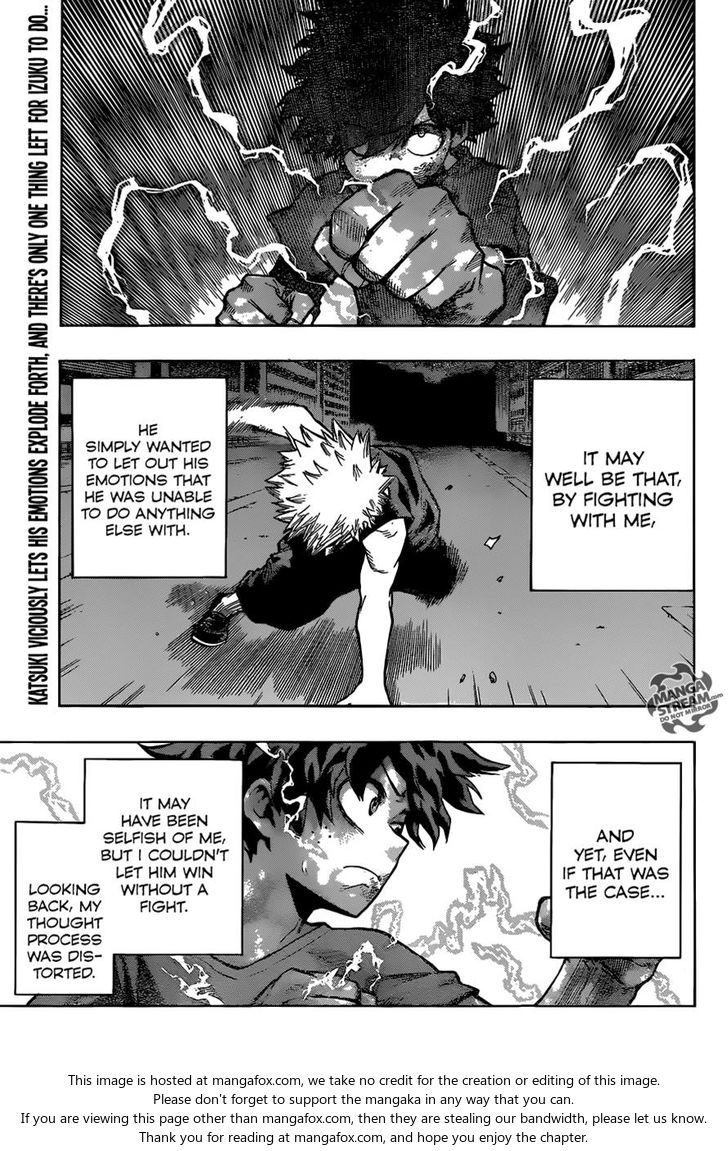 KATSUKI VICIOUSLY LETS HIS EMOTIONS EXPLODE FORTH, AND THERE'S ONLY ONE THING LEFT FOR IZUKU TO DO...
IT MAY
WELL BE THAT,
BY FIGHTING
WITH ME,
HE
SIMPLY WANTED
TO LET OUT HIS
EMOTIONS THAT
HE WAS UNABLE
TO DO ANYTHING
ELSE WITH.
MANGA
STREAM.com
DO NOT MIRROR
AND
YET, EVEN
IF THAT WAS
THE CASE...
IT MAY
HAVE BEEN
SELFISH OF ME,
BUT I COULDN'T
LET HIM WIN
WITHOUT A
FIGHT.
LOOKING
BACK, MY
THOUGHT
PROCESS
WAS DIS-
TORTED.
This image is hosted at mangafox.com, we take no credit for the creation or editing of this image.
Please don't forget to support the mangaka in any way that you can.
If you are viewing this page other than mangafox.com, then they are stealing our bandwidth, please let us know.
Thank you for reading at mangafox.com, and hope you enjoy the chapter.